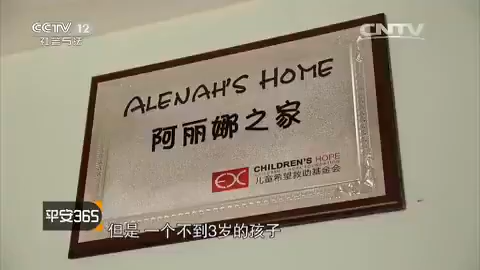 CCTV 12
社会与法
CNTV
ALENAH'S HOME
阿丽娜之家
CHILDREN'S HOPE
儿童希望救助基金会
平安365
但是 一个不到3岁的孩子